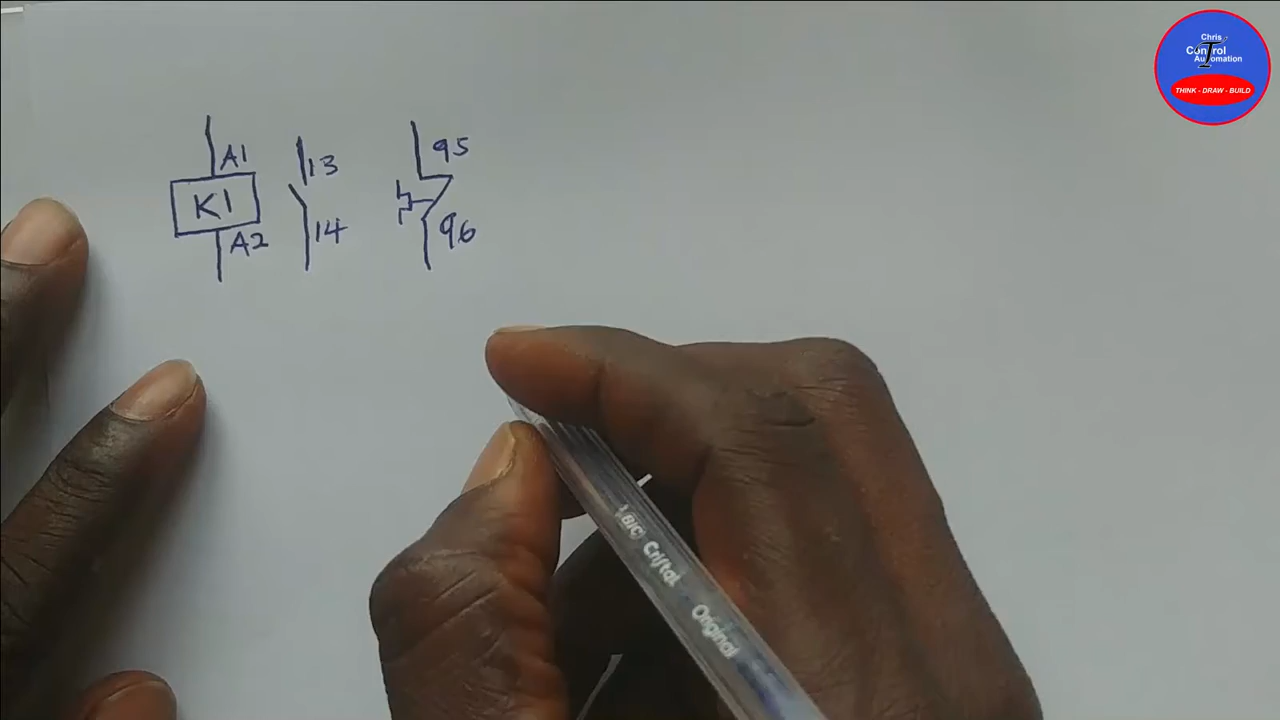 Chris
Control
Automation
THINK - DRAW - BUILD
A1
K1
A2
13
14
95
96
BIC Cristal Original